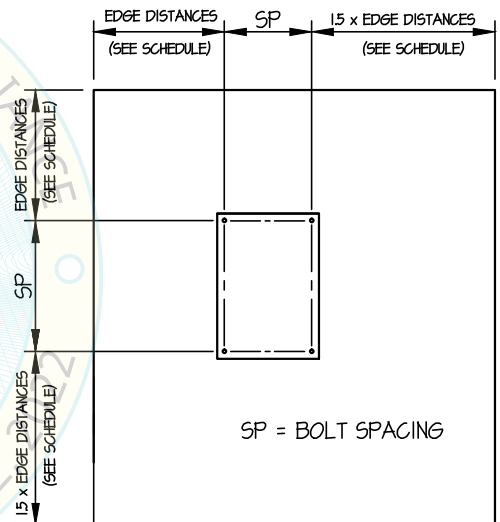 EDGE DISTANCES
SP
1.5 x EDGE DISTANCES
(SEE SCHEDULE)
(SEE SCHEDULE)
EDGE DISTANCES
(SEE SCHEDULE)
SP
1.5 x EDGE DISTANCES
(SEE SCHEDULE)
SP = BOLT SPACING
2022